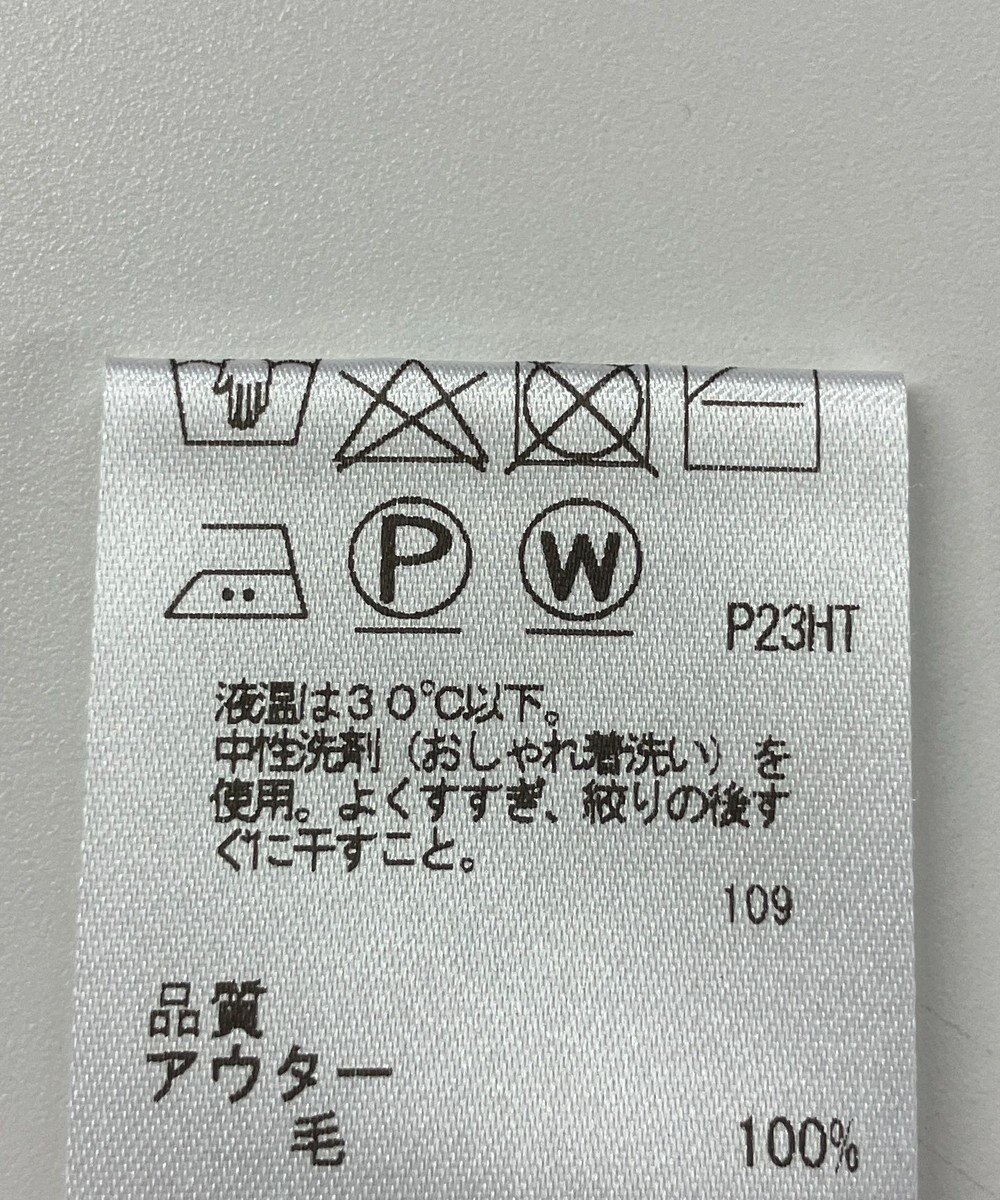 P
W
P23HT
液温は30℃以下。
中性洗剤（おしゃれ着洗い）を
使用。よくすすぎ、絞りの後す
ぐに干すこと。
109
品質
アウター
毛 100%